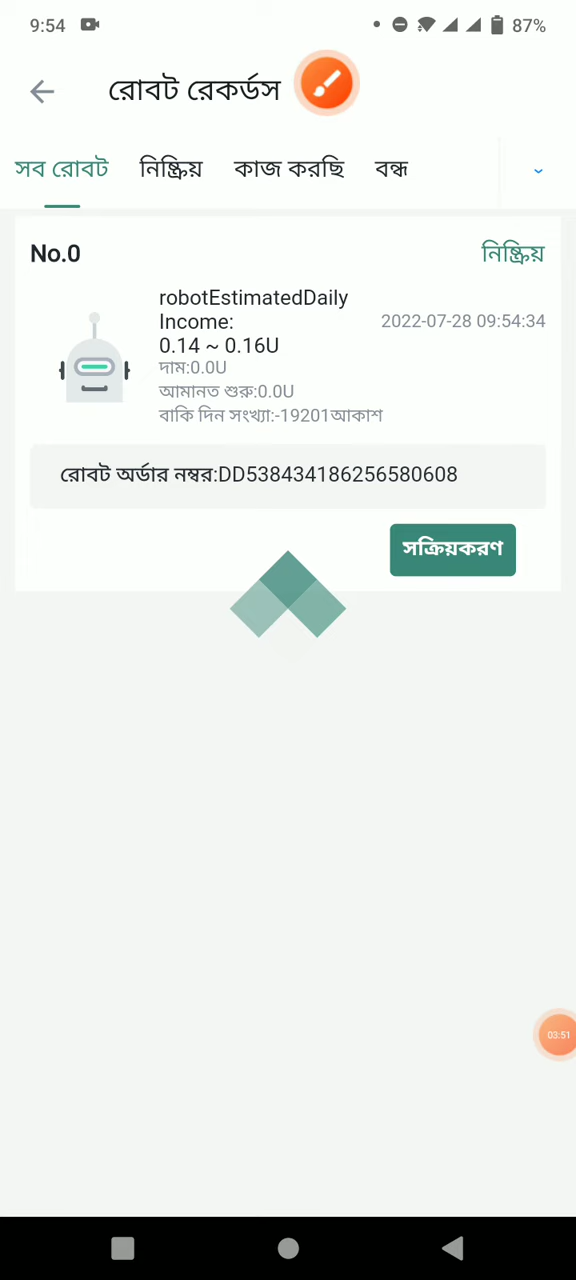 9:54
87%
রোবট রেকর্ডস
সব রোবট নিষ্ক্রিয় কাজ করছি বন্ধ
No.0 নিষ্ক্রিয়
robotEstimatedDaily
Income:
2022-07-28 09:54:34
0.14 ~ 0.16U
দাম:0.0U
আমানত শুরু:0.0U
বাকি দিন সংখ্যা:-19201আকাশ
রোবট অর্ডার নম্বর:DD538434186256580608
সক্রিয়করণ
03:51